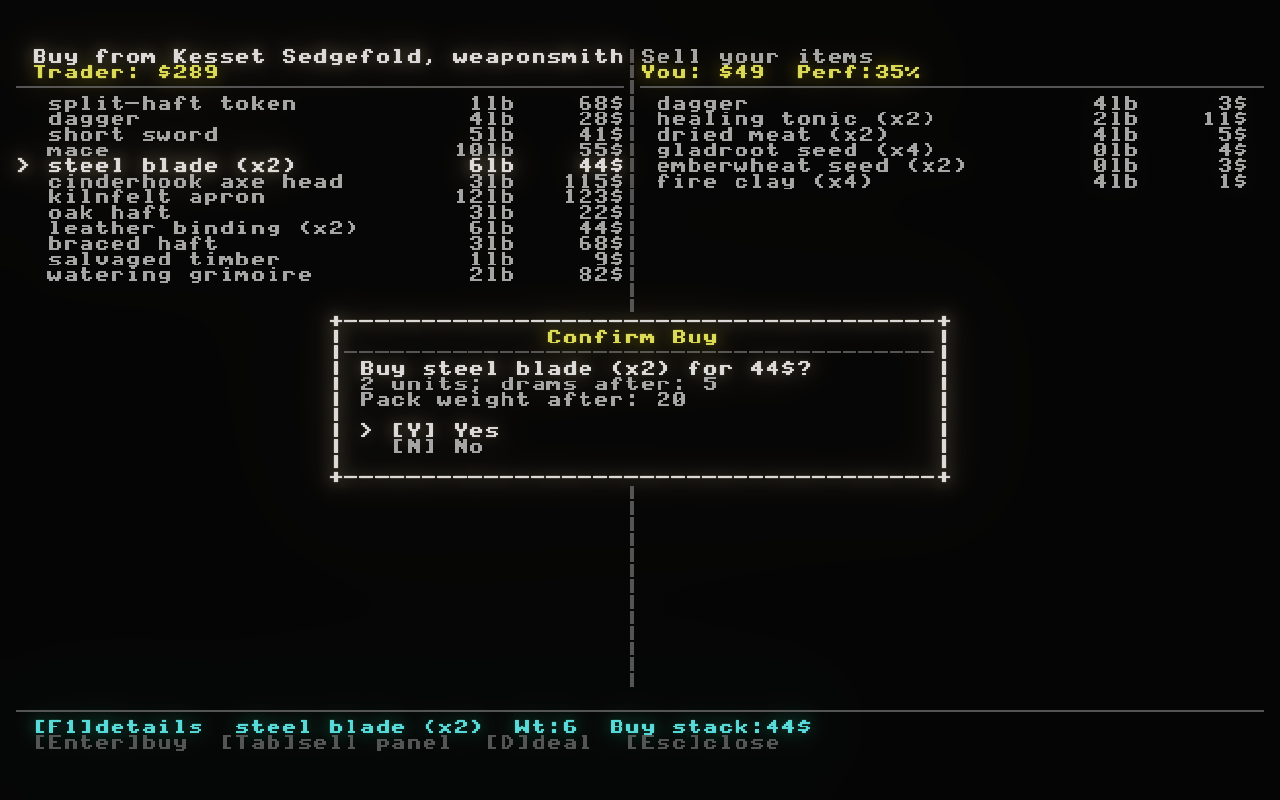 Buy from Kesset Sedgefold, weaponsmith
Trader: $289
split-haft token 1lb 68$
dagger 4lb 28$
short sword 5lb 41$
mace 10lb 55$
> steel blade (x2) 6lb 44$
cinderhook axe head 3lb 115$
kilnfelt apron 12lb 123$
oak haft 3lb 22$
leather binding (x2) 6lb 44$
braced haft 3lb 68$
salvaged timber 1lb 9$
watering grimoire 2lb 82$
Sell your items
You: $49 Perf:35%
dagger 4lb 3$
healing tonic (x2) 2lb 11$
dried meat (x2) 4lb 5$
gladroot seed (x4) 0lb 4$
emberwheat seed (x2) 0lb 3$
fire clay (x4) 4lb 1$
Confirm Buy
Buy steel blade (x2) for 44$?
2 units; drams after: 5
Pack weight after: 20
> [Y] Yes
[N] No
[F1]details steel blade (x2) Wt:6 Buy stack:44$
[Enter]buy [Tab]sell panel [D]deal [Esc]close